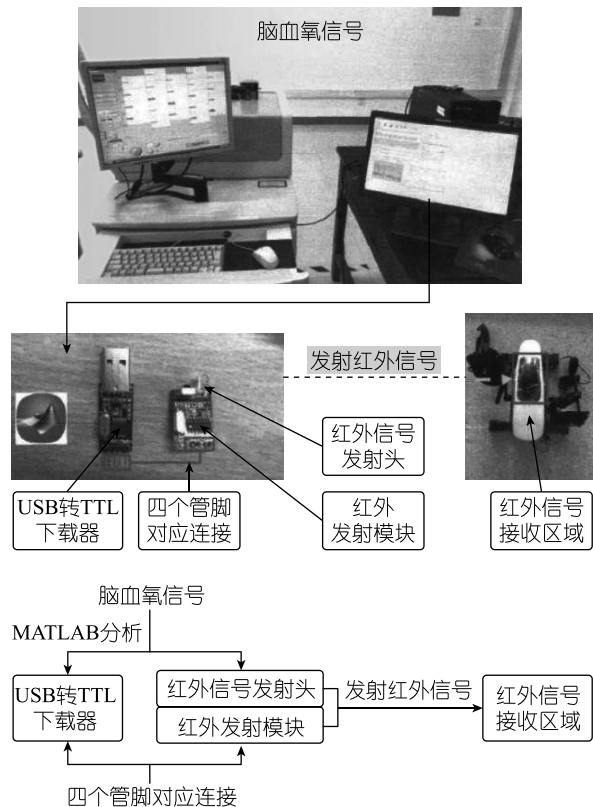 脑血氧信号
发射红外信号
红外信号
发射头
USB转TTL
下载器
四个管脚
对应连接
红外
发射模块
红外信号
接收区域
脑血氧信号
MATLAB分析
USB转TTL
下载器
红外信号发射头
红外发射模块
发射红外信号
红外信号
接收区域
四个管脚对应连接